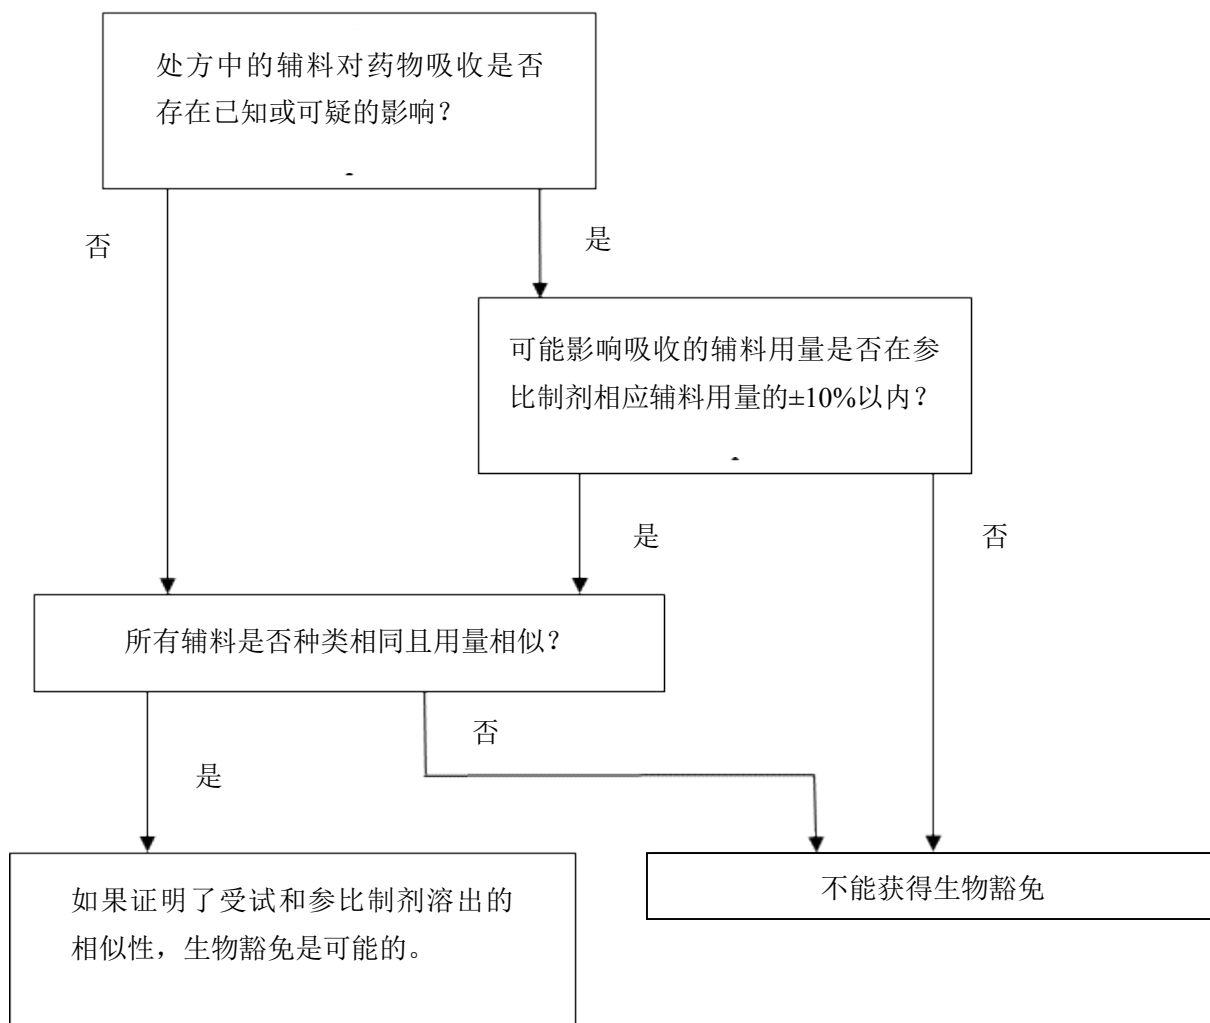 处方中的辅料对药物吸收是否
存在已知或可疑的影响？
否
是
可能影响吸收的辅料用量是否在参
比制剂相应辅料用量的±10%以内？
是
否
所有辅料是否种类相同且用量相似？
否
是
如果证明了受试和参比制剂溶出的
相似性，生物豁免是可能的。
不能获得生物豁免